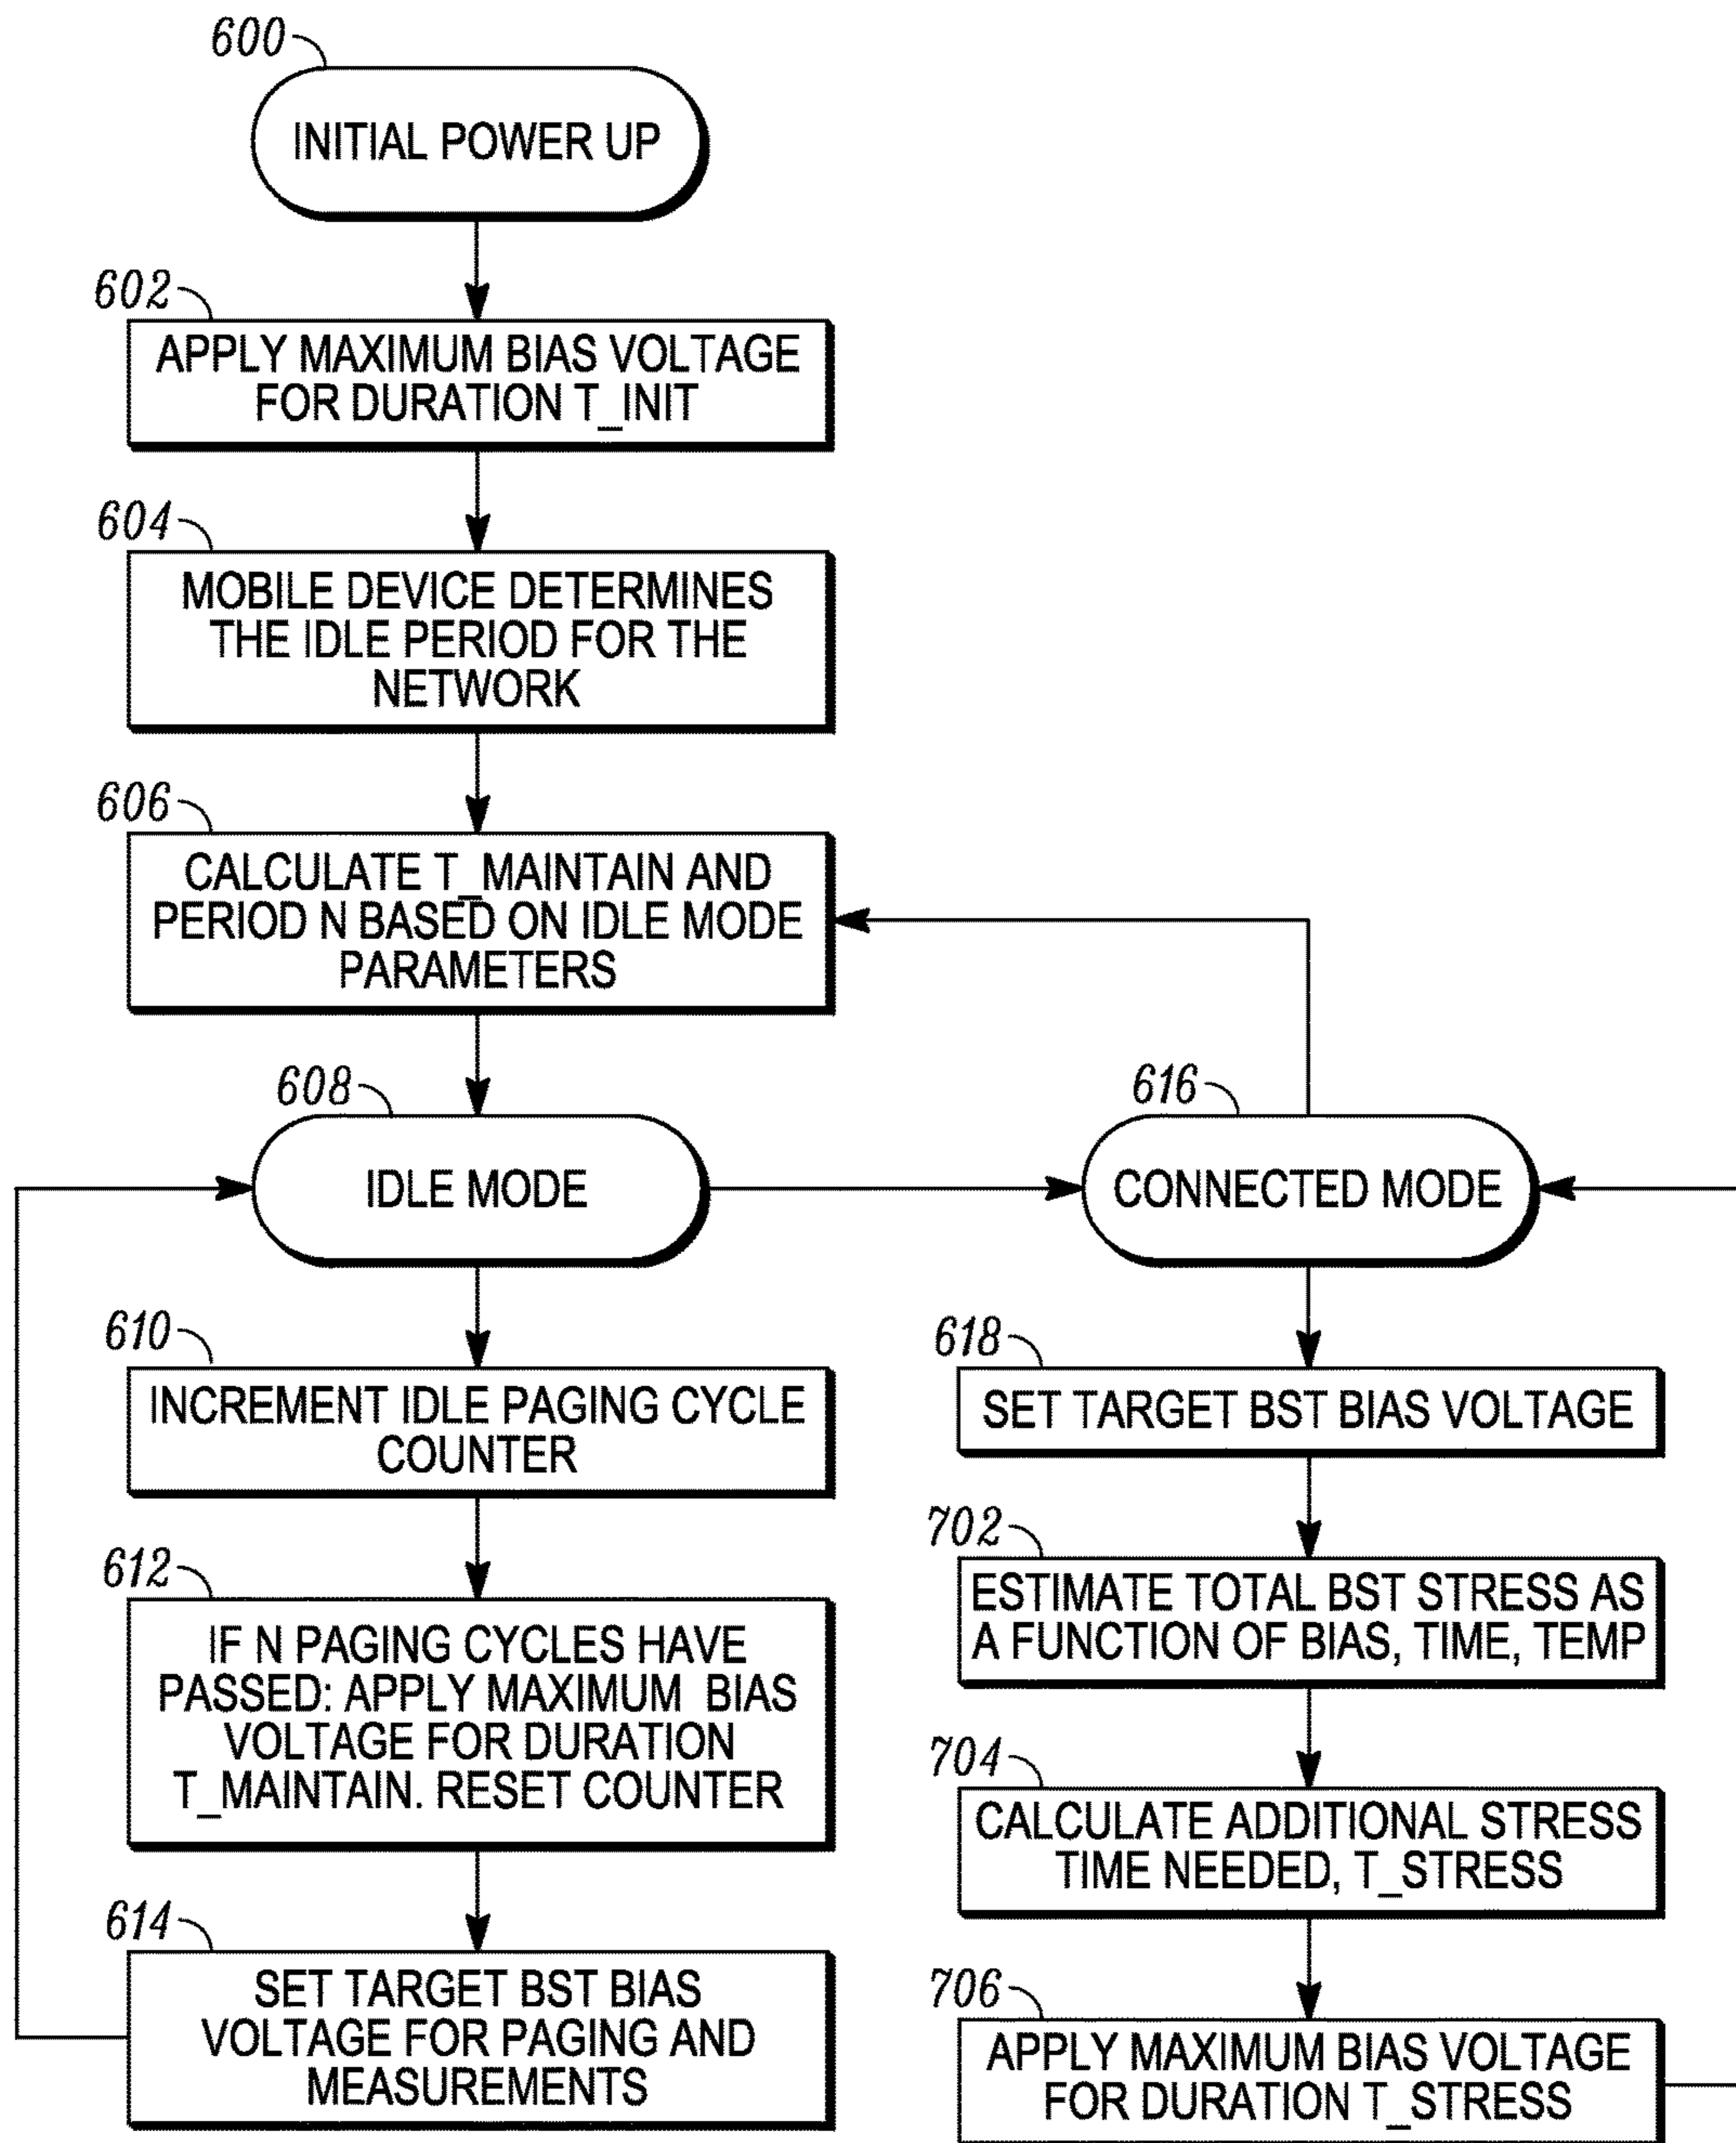 600
INITIAL POWER UP
602
APPLY MAXIMUM BIAS VOLTAGE
FOR DURATION T_INIT
604
MOBILE DEVICE DETERMINES
THE IDLE PERIOD FOR THE
NETWORK
606
CALCULATE T_MAINTAIN AND
PERIOD N BASED ON IDLE MODE
PARAMETERS
608
IDLE MODE
610
INCREMENT IDLE PAGING CYCLE
COUNTER
612
IF N PAGING CYCLES HAVE
PASSED: APPLY MAXIMUM BIAS
VOLTAGE FOR DURATION
T_MAINTAIN. RESET COUNTER
614
SET TARGET BST BIAS
VOLTAGE FOR PAGING AND
MEASUREMENTS
616
CONNECTED MODE
618
SET TARGET BST BIAS VOLTAGE
702
ESTIMATE TOTAL BST STRESS AS
A FUNCTION OF BIAS, TIME, TEMP
704
CALCULATE ADDITIONAL STRESS
TIME NEEDED, T_STRESS
706
APPLY MAXIMUM BIAS VOLTAGE
FOR DURATION T_STRESS